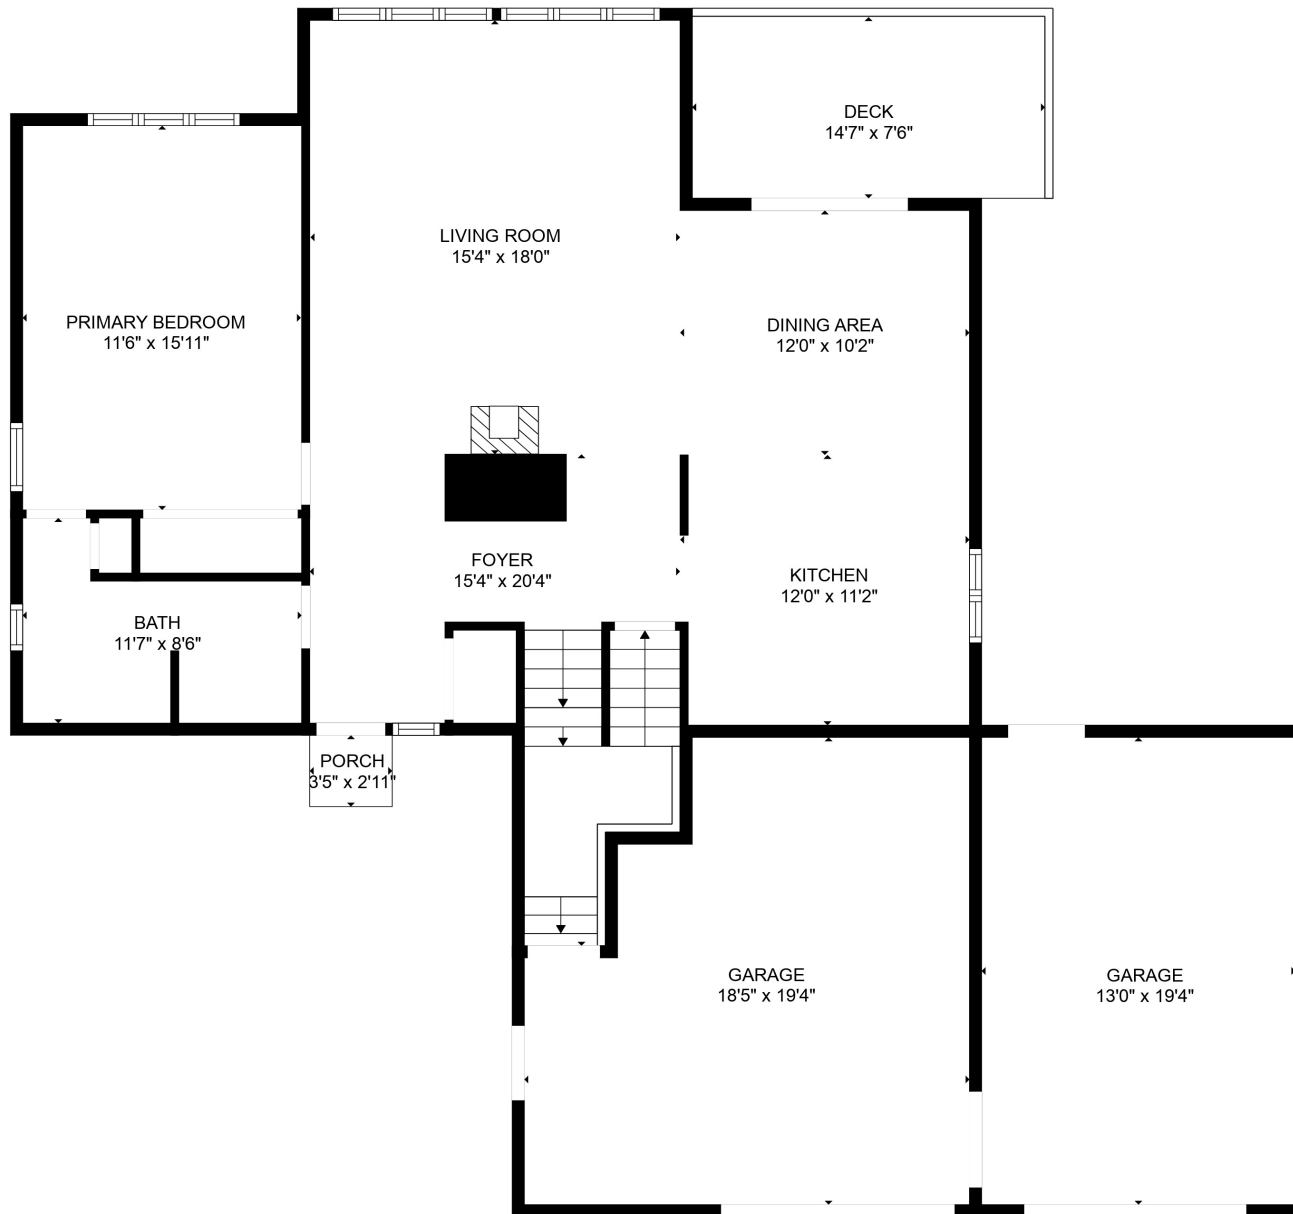 DECK
14'7" x 7'6"
LIVING ROOM
15'4" x 18'0"
PRIMARY BEDROOM
11'6" x 15'11"
DINING AREA
12'0" x 10'2"
FOYER
15'4" x 20'4"
KITCHEN
12'0" x 11'2"
BATH
11'7" x 8'6"
PORCH
3'5" x 2'11"
GARAGE
18'5" x 19'4"
GARAGE
13'0" x 19'4"